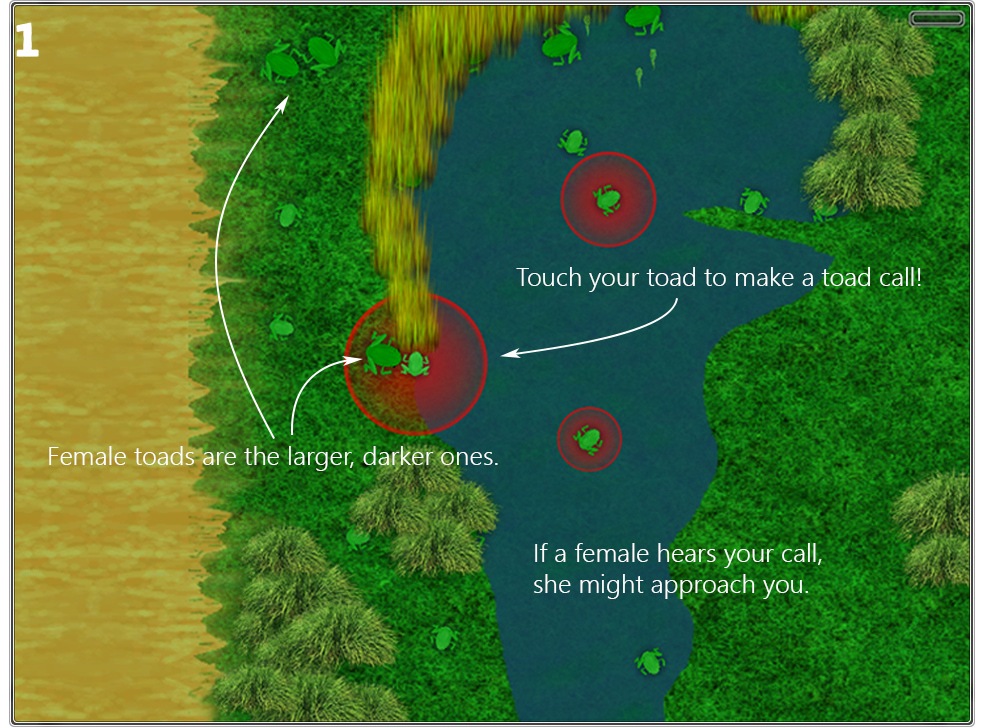 1
Touch your toad to make a toad call!
Female toads are the larger, darker ones.
If a female hears your call,
she might approach you.